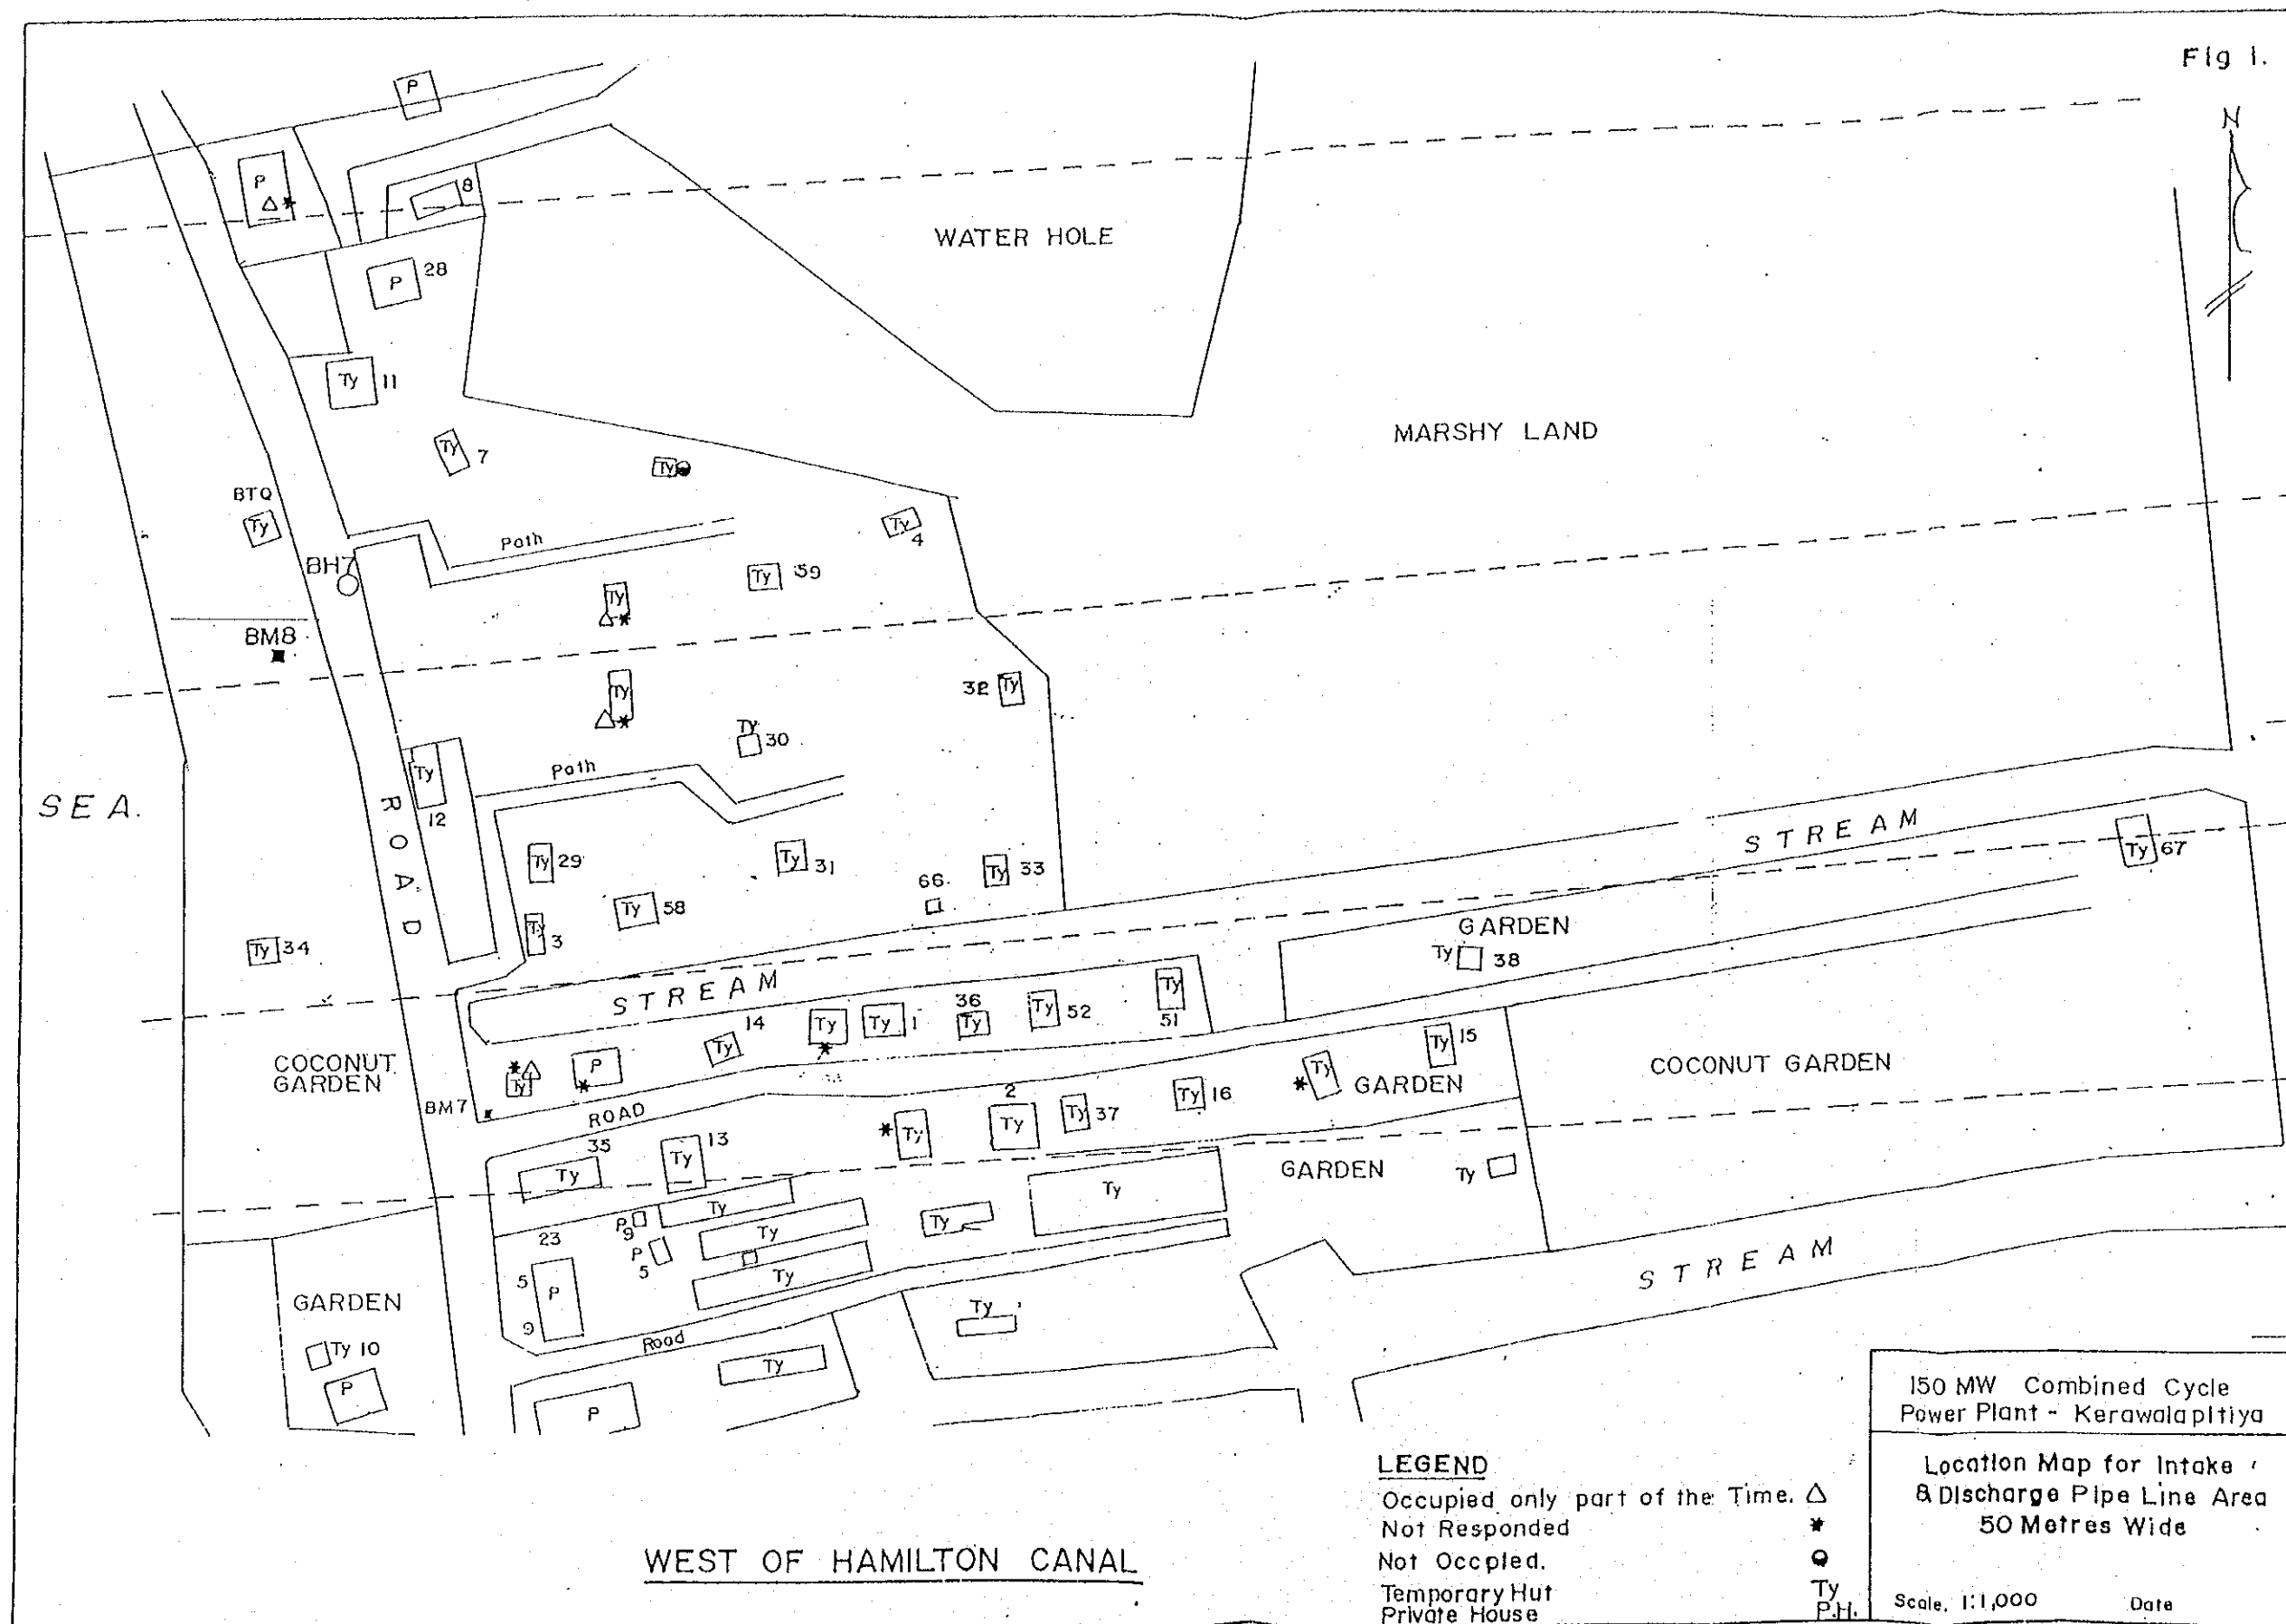 Fig 1.
P
N
P
8
WATER HOLE
P 28
Ty 11
MARSHY LAND
Ty 7
Ty
BTQ
Ty
Ty
4
Path
BH7
Ty 59
Ty
BM8
Ty
Ty
30
Ty
Path
Ty
12
SEA.
ROAD
STREAM
Ty 67
Ty 29
Ty 31
66
Ty 33
Ty 58
Ty 3
GARDEN
Ty 38
Ty 34
STREAM
14
Ty
Ty
Ty 1
36
Ty
Ty 52
Ty
51
COCONUT
GARDEN
Ty
P
Ty 15
Ty
GARDEN
COCONUT GARDEN
BM7
ROAD
2
Ty
Ty
Ty 37
Ty 16
35
Ty
13
Ty
GARDEN
Ty
23
P
9
Ty
Ty
Ty
Ty
P
5
Ty
5
P
9
STREAM
GARDEN
Ty
Road
Ty 10
P
Ty
P
150 MW Combined Cycle
Power Plant - Kerawalapitiya
LEGEND
Occupied only part of the Time.
Not Responded
Not Occpied.
Temporary Hut Ty
Private House P.H.
Location Map for Intake
& Discharge Pipe Line Area
50 Metres Wide
Scale. 1:1,000 Date
WEST OF HAMILTON CANAL